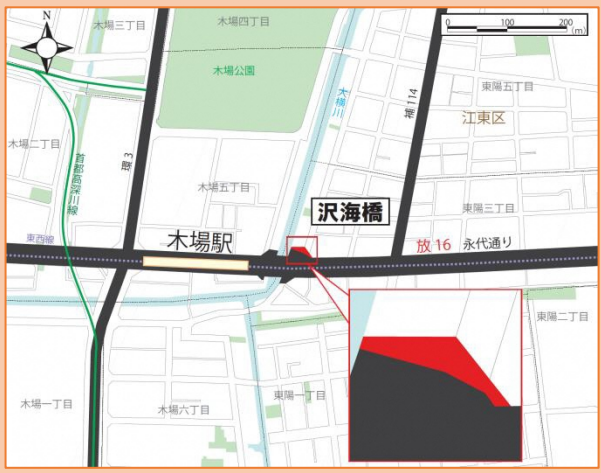 N
木場三丁目
木場四丁目
0 100 200
(m)
木場公園
大横川
補114
東陽五丁目
江東区
木場二丁目
首都高深川線
環3
木場五丁目
沢海橋
東陽三丁目
東西線
木場駅
放16 永代通り
東陽二丁目
木場一丁目
木場六丁目
東陽一丁目